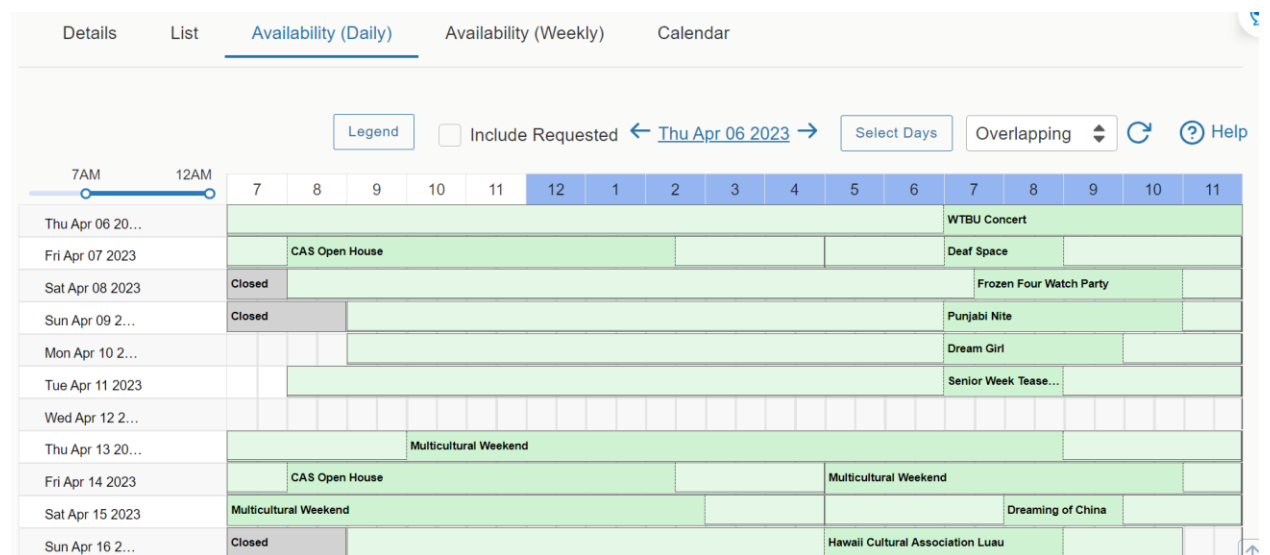 Details List Availability (Daily) Availability (Weekly) Calendar
Legend Include Requested Thu Apr 06 2023 Select Days Overlapping Help
7AM 12AM
7 8 9 10 11 12 1 2 3 4 5 6 7 8 9 10 11
Thu Apr 06 20... WTBU Concert
Fri Apr 07 2023 CAS Open House Deaf Space
Sat Apr 08 2023 Closed Frozen Four Watch Party
Sun Apr 09 2... Closed Punjabi Nite
Mon Apr 10 2... Dream Girl
Tue Apr 11 2023 Senior Week Tease...
Wed Apr 12 2...
Thu Apr 13 20... Multicultural Weekend
Fri Apr 14 2023 CAS Open House Multicultural Weekend
Sat Apr 15 2023 Multicultural Weekend Dreaming of China
Sun Apr 16 2... Closed Hawaii Cultural Association Luau